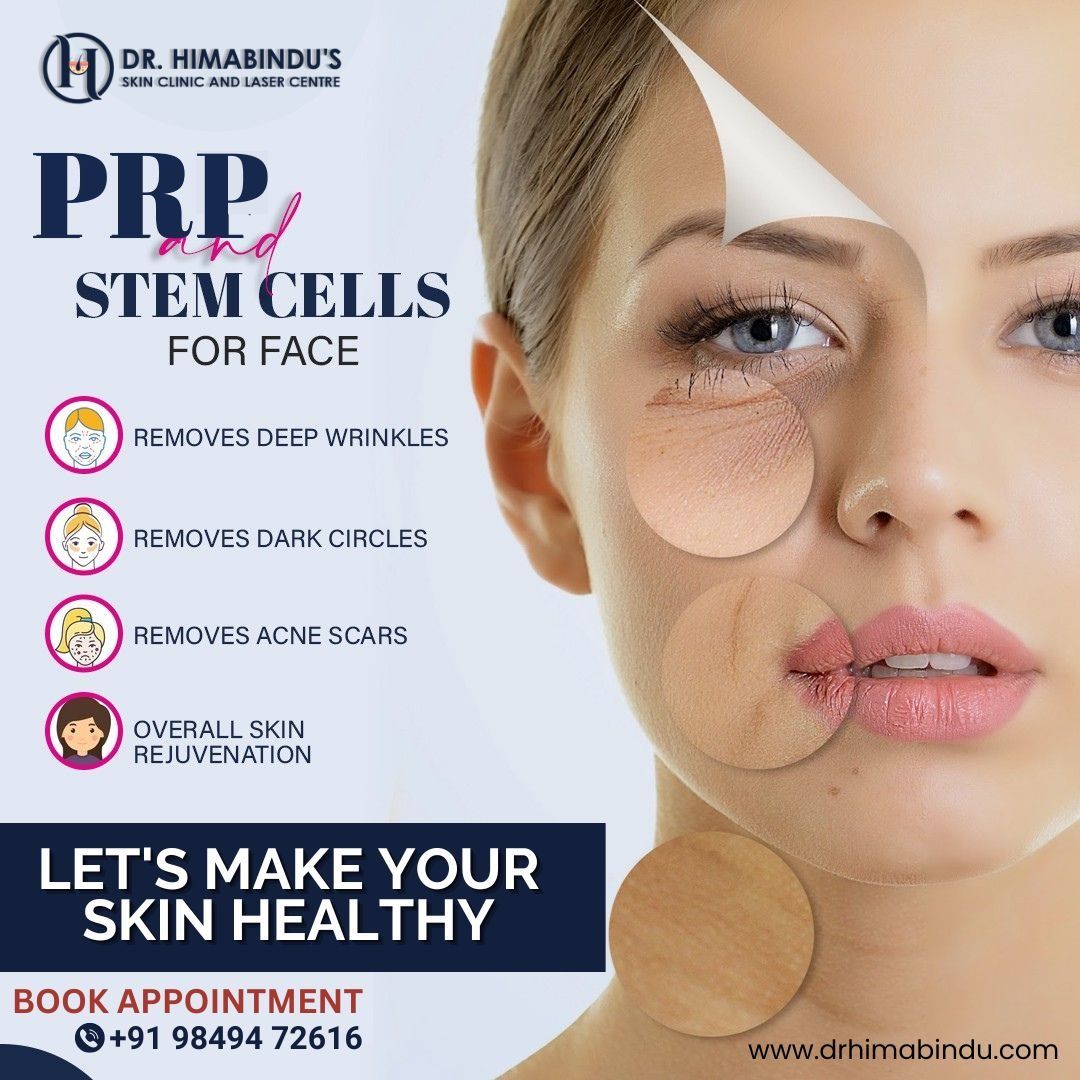 DR. HIMABINDU'S
SKIN CLINIC AND LASER CENTRE
PRP
and
STEM CELLS
FOR FACE
REMOVES DEEP WRINKLES
REMOVES DARK CIRCLES
REMOVES ACNE SCARS
OVERALL SKIN
REJUVENATION
LET'S MAKE YOUR
SKIN HEALTHY
BOOK APPOINTMENT
+91 98494 72616
www.drhimabindu.com